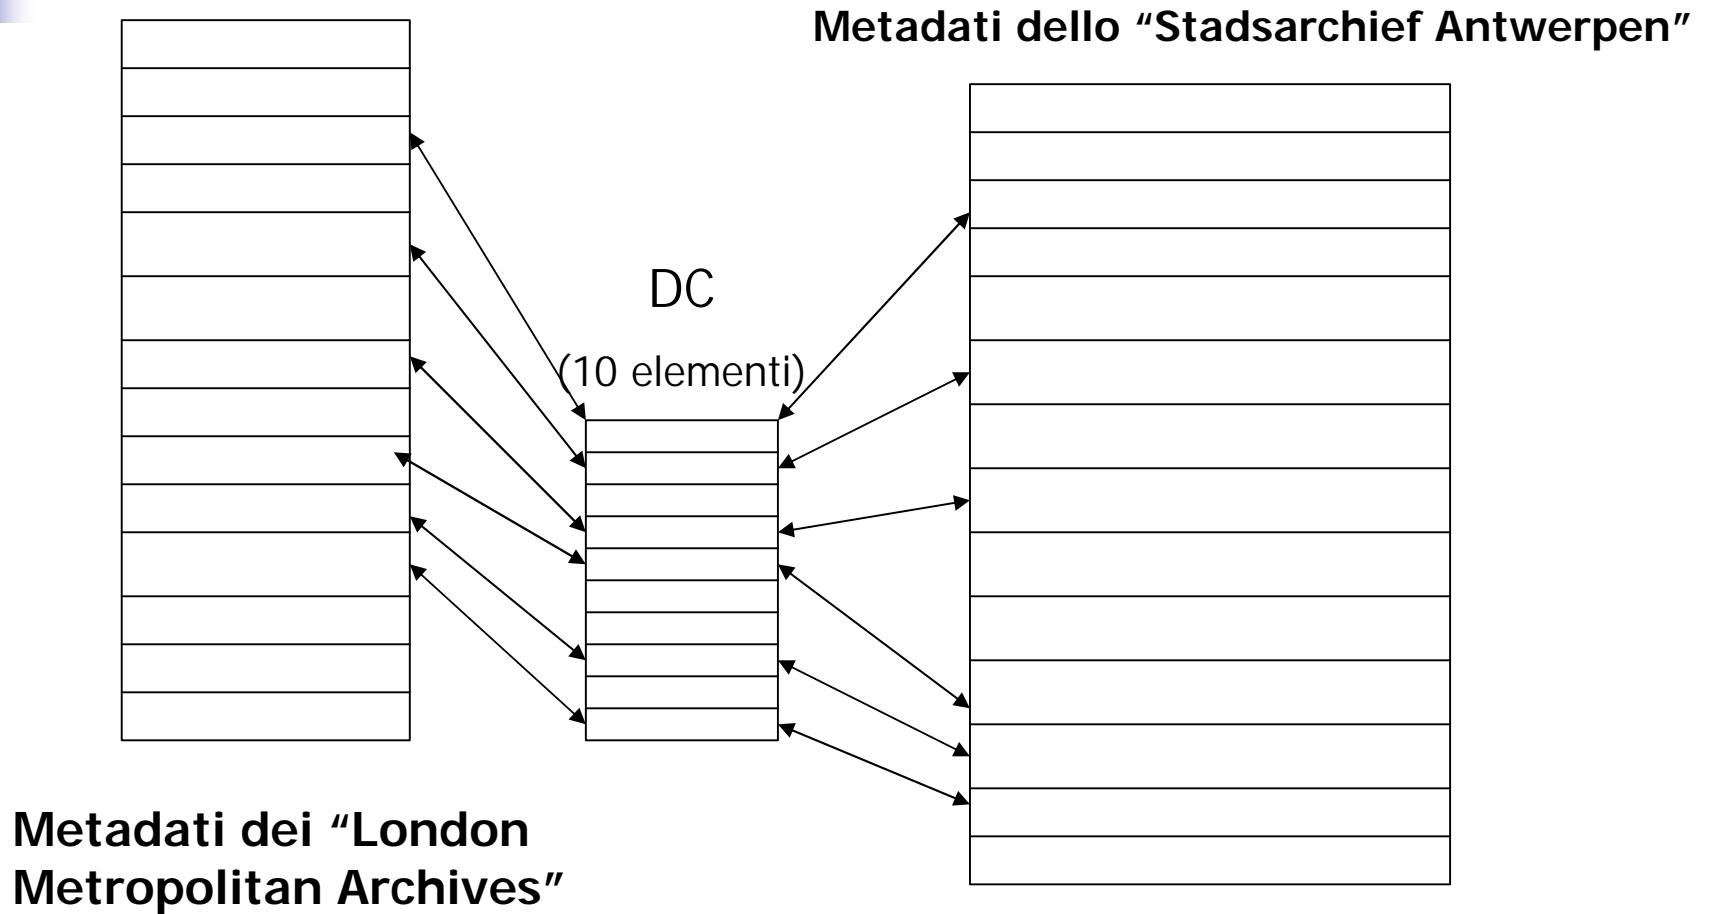 Metadati dello “Stadsarchief Antwerpen”
DC
(10 elementi)
Metadati dei “London
Metropolitan Archives”